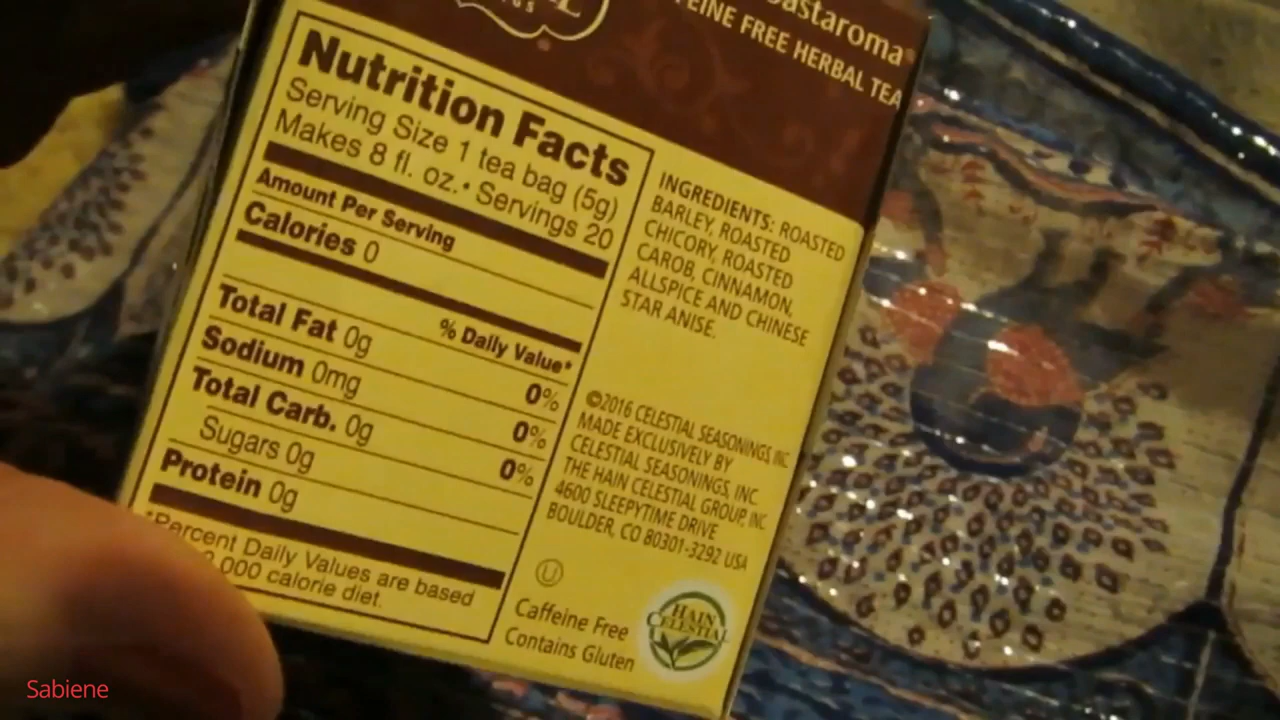 astaroma®
EINE FREE HERBAL TEA
Nutrition Facts
Serving Size 1 tea bag (5g)
Makes 8 fl. oz.• Servings 20
Amount Per Serving
Calories 0
% Daily Value*
Total Fat 0g 0%
Sodium 0mg 0%
Total Carb. 0g 0%
Sugars 0g
Protein 0g
*Percent Daily Values are based
,000 calorie diet.
INGREDIENTS: ROASTED
BARLEY, ROASTED
CHICORY, ROASTED
CAROB, CINNAMON,
ALLSPICE AND CHINESE
STAR ANISE.
©2016 CELESTIAL SEASONINGS, INC.
MADE EXCLUSIVELY BY
CELESTIAL SEASONINGS, INC.
THE HAIN CELESTIAL GROUP, INC
4600 SLEEPYTIME DRIVE
BOULDER, CO 80301-3292 USA
U
Caffeine Free
Contains Gluten
HAIN
CELESTIAL
Sabiene